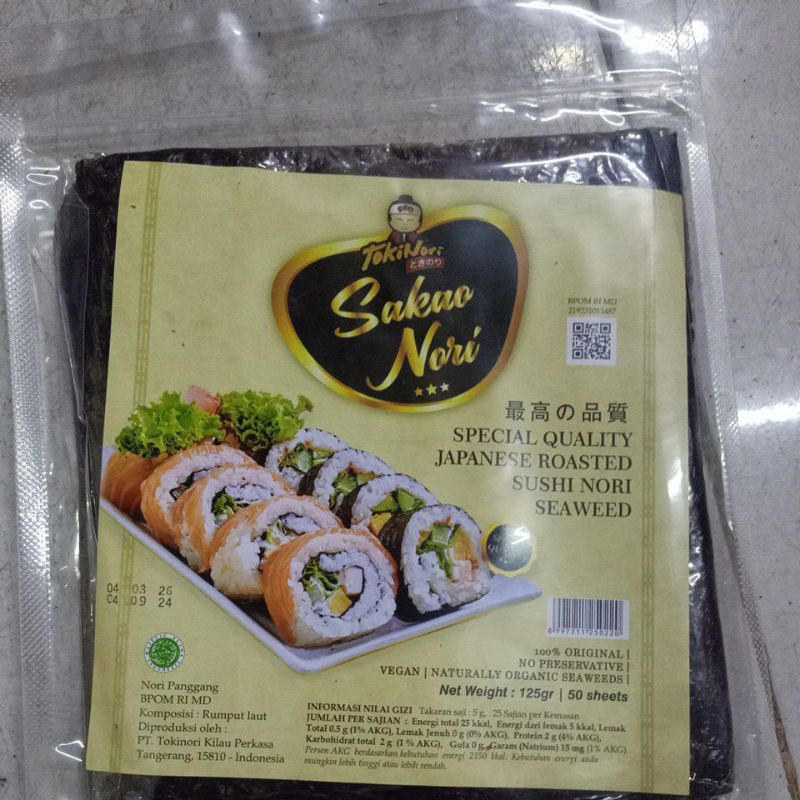 TokiNori
ときのり
Sakao
Nori
BPOM RI MD
219231013487
最高の品質
SPECIAL QUALITY
JAPANESE ROASTED
SUSHI NORI
SEAWEED
04 03 26
04 09 24
8997211250220
100% ORIGINAL |
NO PRESERVATIVE |
VEGAN | NATURALLY ORGANIC SEAWEEDS |
Net Weight : 125gr | 50 sheets
Nori Panggang
BPOM RI MD
Komposisi : Rumput laut
Diproduksi oleh :
PT. Tokinori Kilau Perkasa
Tangerang, 15810 - Indonesia
INFORMASI NILAI GIZI Takaran saji : 5 g, 25 Sajian per Kemasan
JUMLAH PER SAJIAN : Energi total 25 kkal, Energi dari lemak 5 kkal, Lemak
Total 0.5 g (1% AKG), Lemak Jenuh 0 g (0% AKG), Protein 2 g (4% AKG),
Karbohidrat total 2 g (1 % AKG), Gula 0 g, Garam (Natrium) 15 mg (1% AKG).
Persen AKG berdasarkan kebutuhan energi 2150 kkal. Kebutuhan energi anda
mungkin lebih tinggi atau lebih rendah.